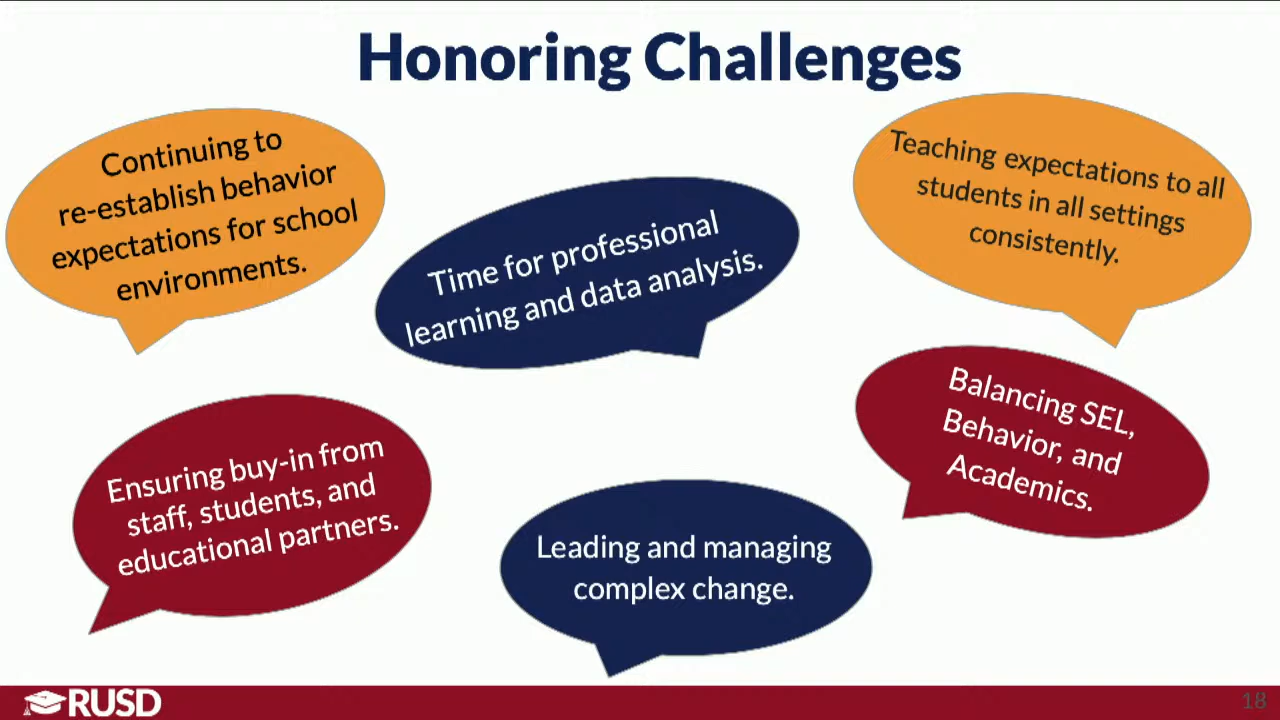 Honoring Challenges
Continuing to
re-establish behavior
expectations for school
environments.
Time for professional
learning and data analysis.
Teaching expectations to all
students in all settings
consistently.
Ensuring buy-in from
staff, students, and
educational partners.
Leading and managing
complex change.
Balancing SEL,
Behavior, and
Academics.
RUSD
18